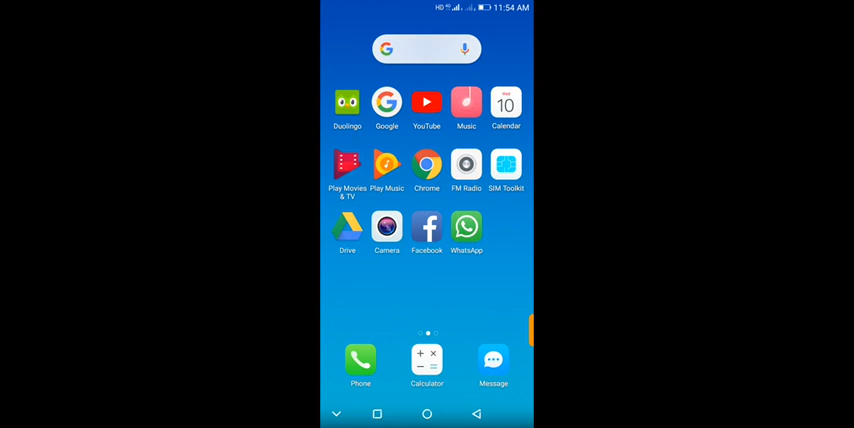 HD 4G 11:54 AM
Duolingo Google YouTube Music Calendar
Wed
10
Play Movies & TV Play Music Chrome FM Radio SIM Toolkit
Drive Camera Facebook WhatsApp
Phone Calculator Message